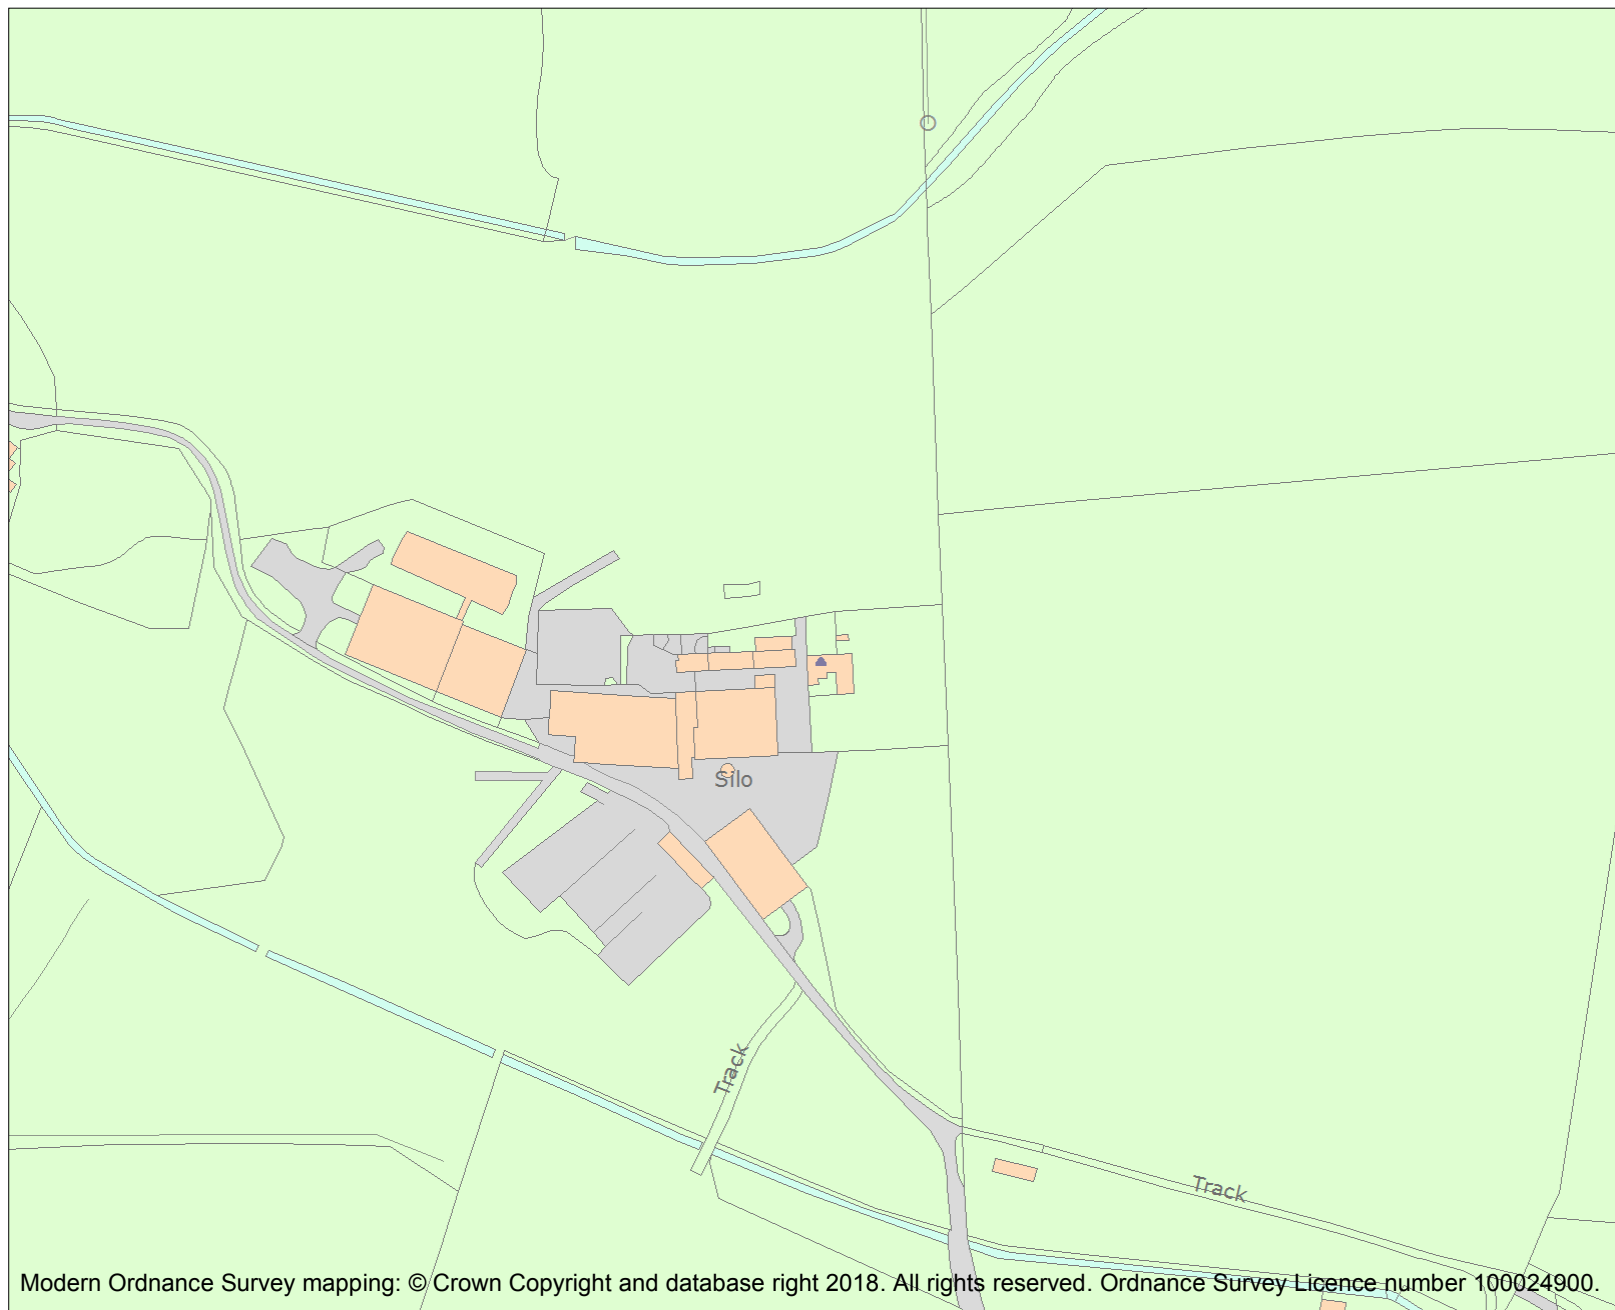 Silo
Track
Track
Modern Ordnance Survey mapping: © Crown Copyright and database right 2018. All rights reserved. Ordnance Survey Licence number 100024900.